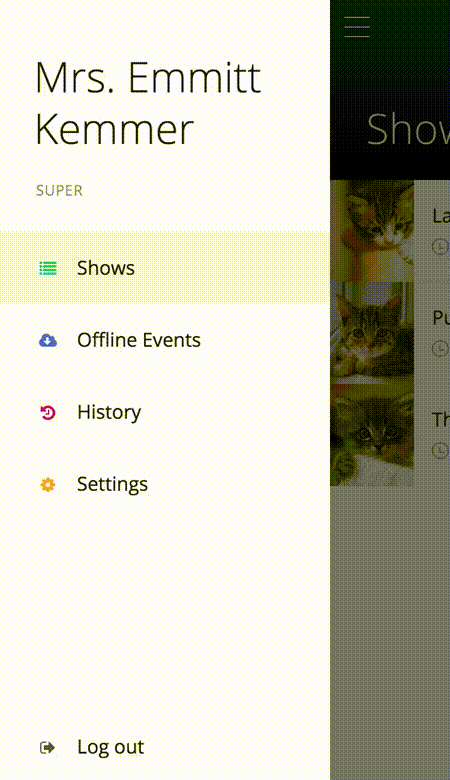 Mrs. Emmitt
Kemmer
SUPER
Shows
Offline Events
History
Settings
Log out